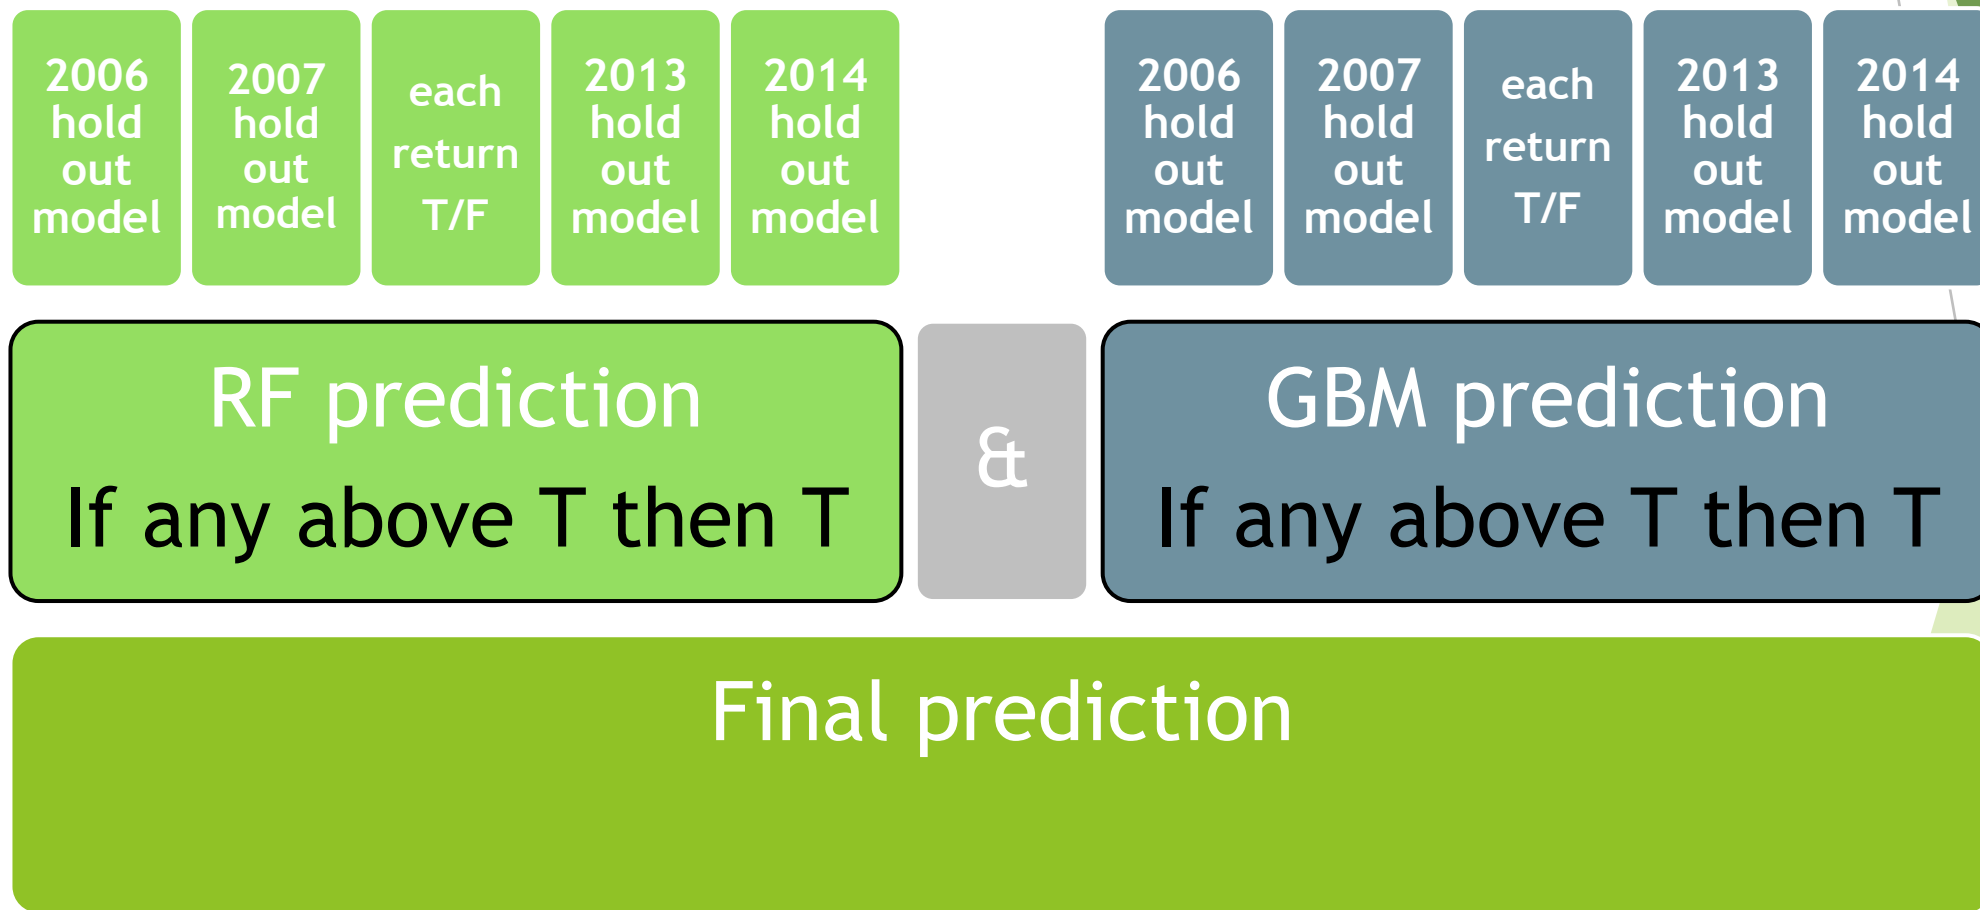 2006
hold
out
model
2007
hold
out
model
each
return
T/F
2013
hold
out
model
2014
hold
out
model
2006
hold
out
model
2007
hold
out
model
each
return
T/F
2013
hold
out
model
2014
hold
out
model
RF prediction
If any above T then T
&
GBM prediction
If any above T then T
Final prediction